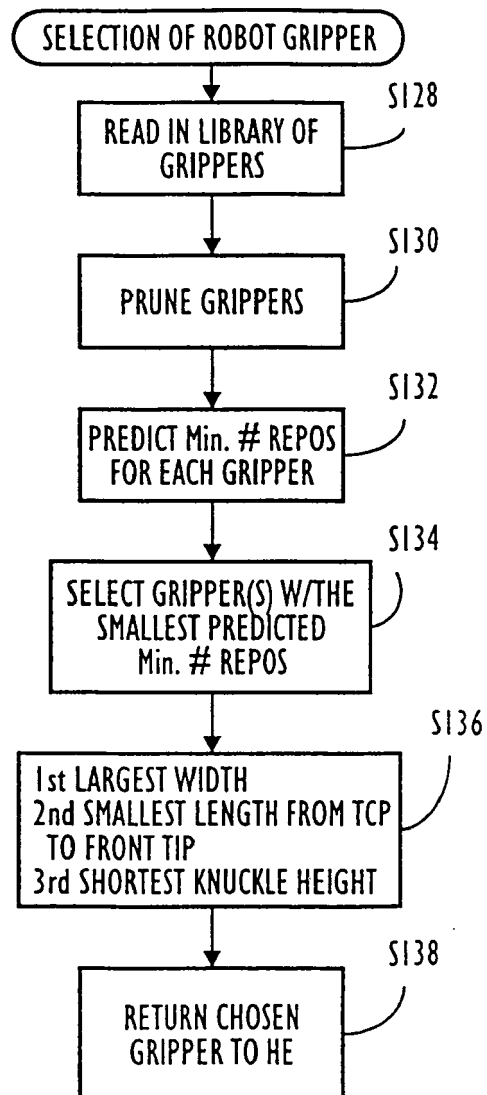 SELECTION OF ROBOT GRIPPER
S128
READ IN LIBRARY OF
GRIPPERS
S130
PRUNE GRIPPERS
S132
PREDICT Min. # REPOS
FOR EACH GRIPPER
S134
SELECT GRIPPER(S) W/THE
SMALLEST PREDICTED
Min. # REPOS
S136
1st LARGEST WIDTH
2nd SMALLEST LENGTH FROM TCP
TO FRONT TIP
3rd SHORTEST KNUCKLE HEIGHT
S138
RETURN CHOSEN
GRIPPER TO HE